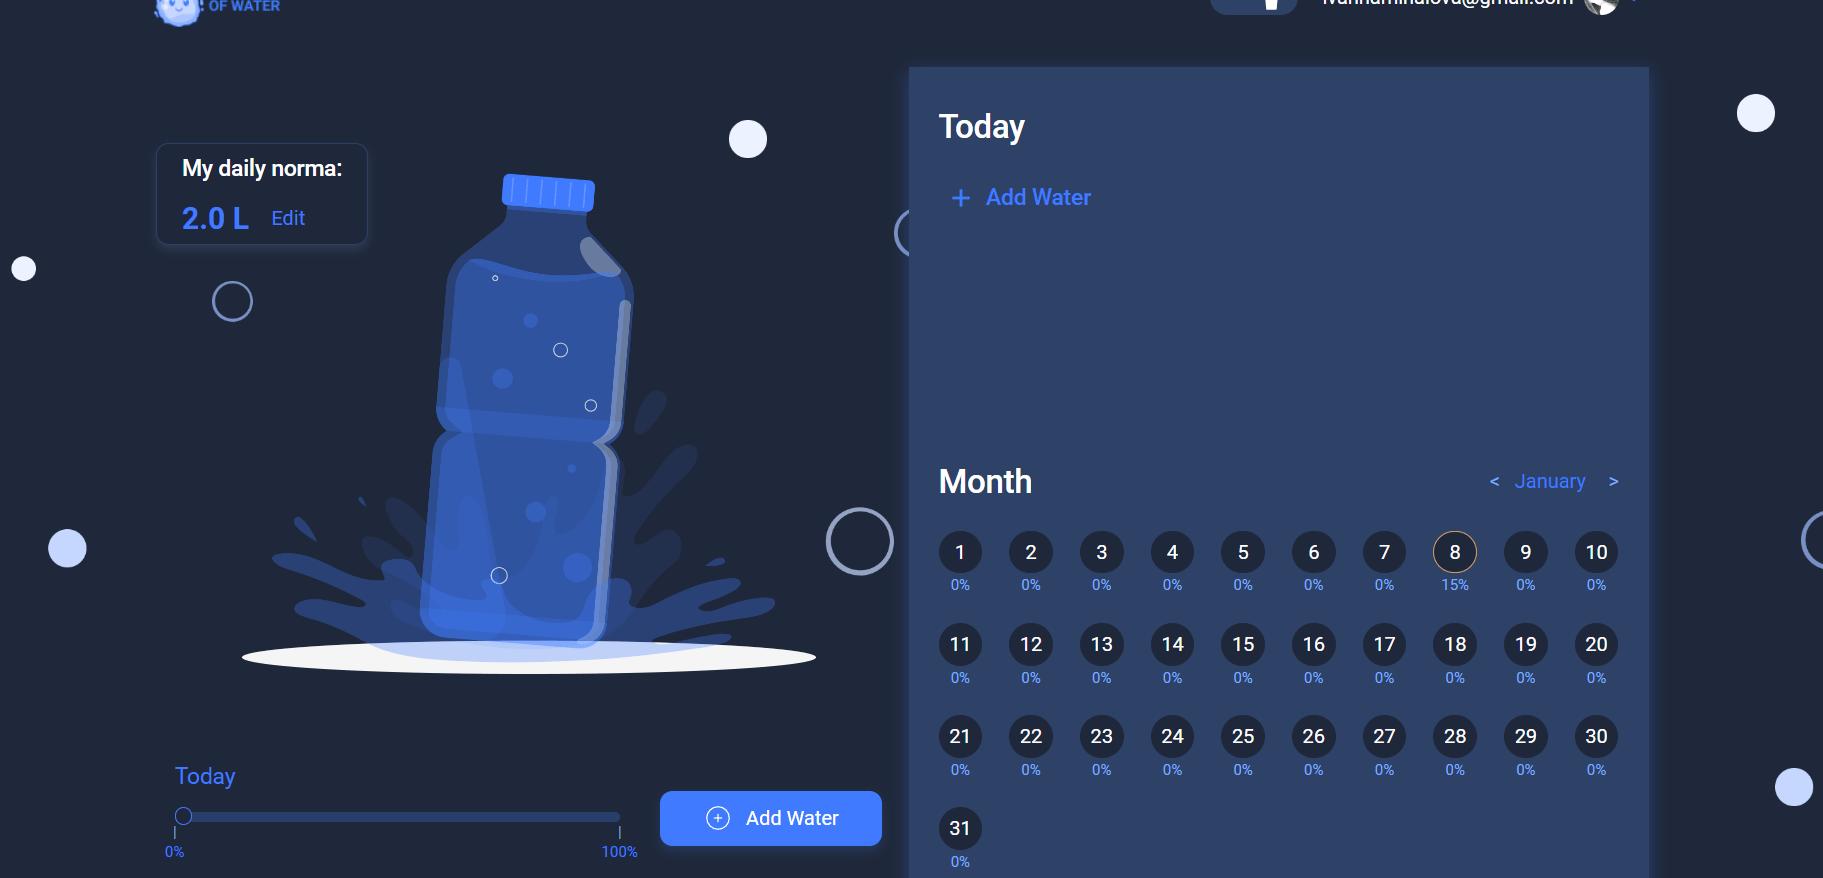 OF WATER
My daily norma:
2.0 L Edit
Today
0% 100%
Add Water
Today
+ Add Water
Month
< January >
1 2 3 4 5 6 7 8 9 10
0% 0% 0% 0% 0% 0% 0% 15% 0% 0%
11 12 13 14 15 16 17 18 19 20
0% 0% 0% 0% 0% 0% 0% 0% 0% 0%
21 22 23 24 25 26 27 28 29 30
0% 0% 0% 0% 0% 0% 0% 0% 0% 0%
31
0%